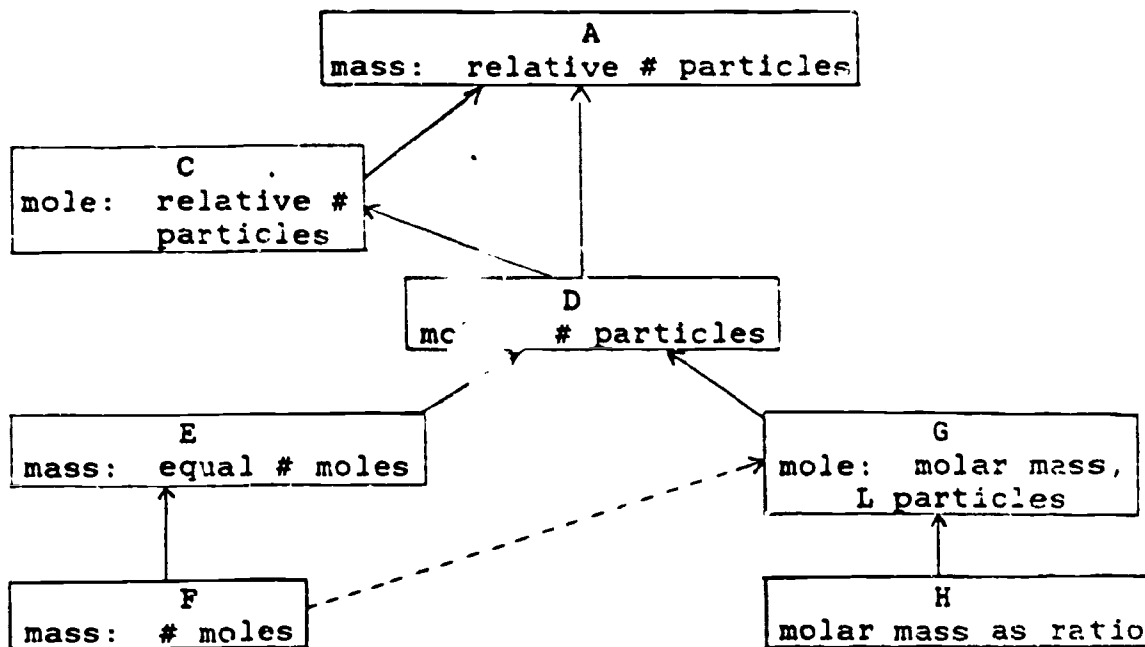 A
mass: relative # particles
C
mole: relative #
particles
D
# particles
E
mass: equal # moles
G
mole: molar mass,
L particles
F
mass: # moles
H
molar mass as ratio